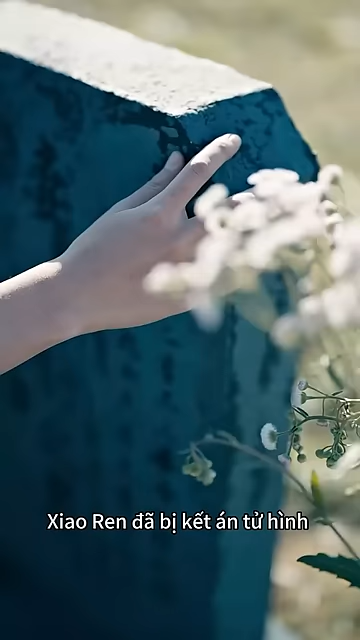 Xiao Ren đã bị kết án tử hình